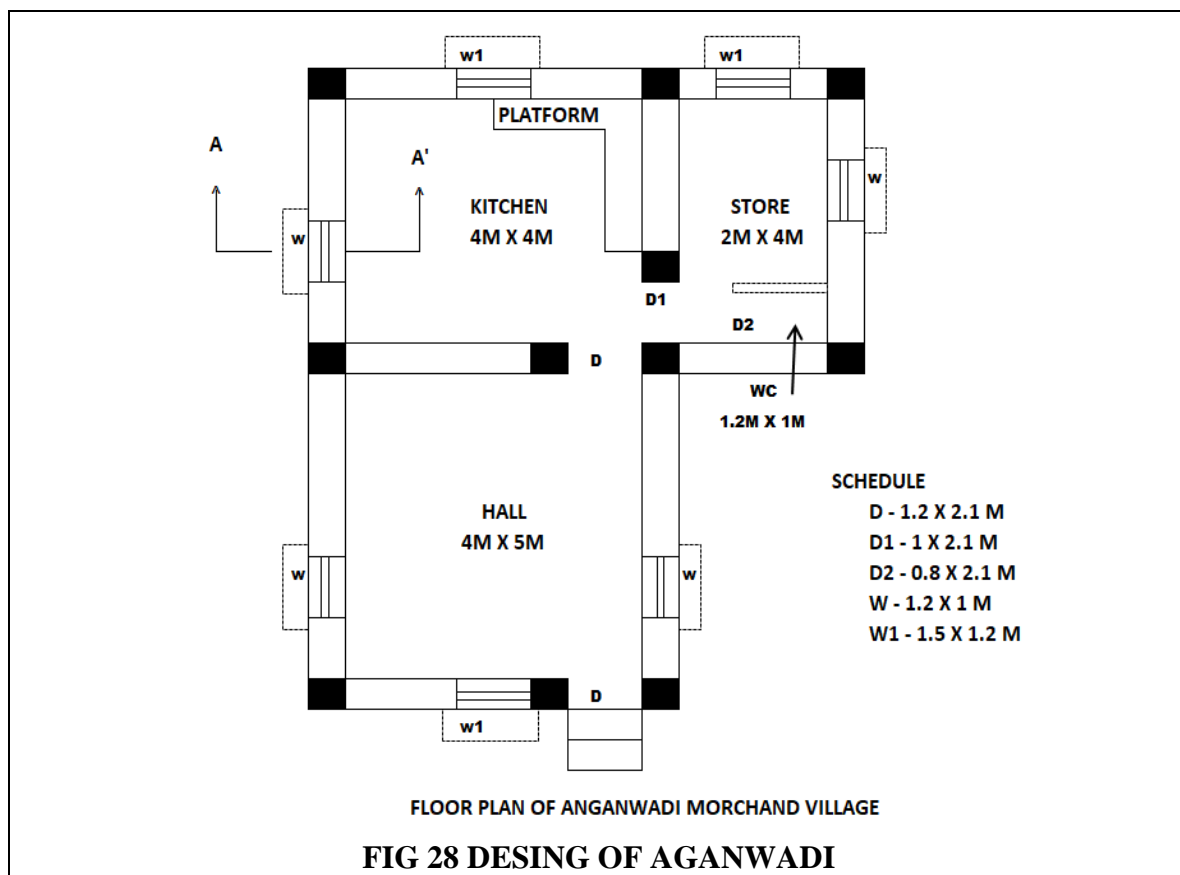 w1
w1
PLATFORM
A
A'
w
KITCHEN
4M X 4M
STORE
2M X 4M
w
D1
D2
D
WC
1.2M X 1M
SCHEDULE
D - 1.2 X 2.1 M
D1 - 1 X 2.1 M
D2 - 0.8 X 2.1 M
W - 1.2 X 1 M
W1 - 1.5 X 1.2 M
HALL
4M X 5M
w
w
D
w1
FLOOR PLAN OF ANGANWADI MORCHAND VILLAGE
FIG 28 DESING OF AGANWADI